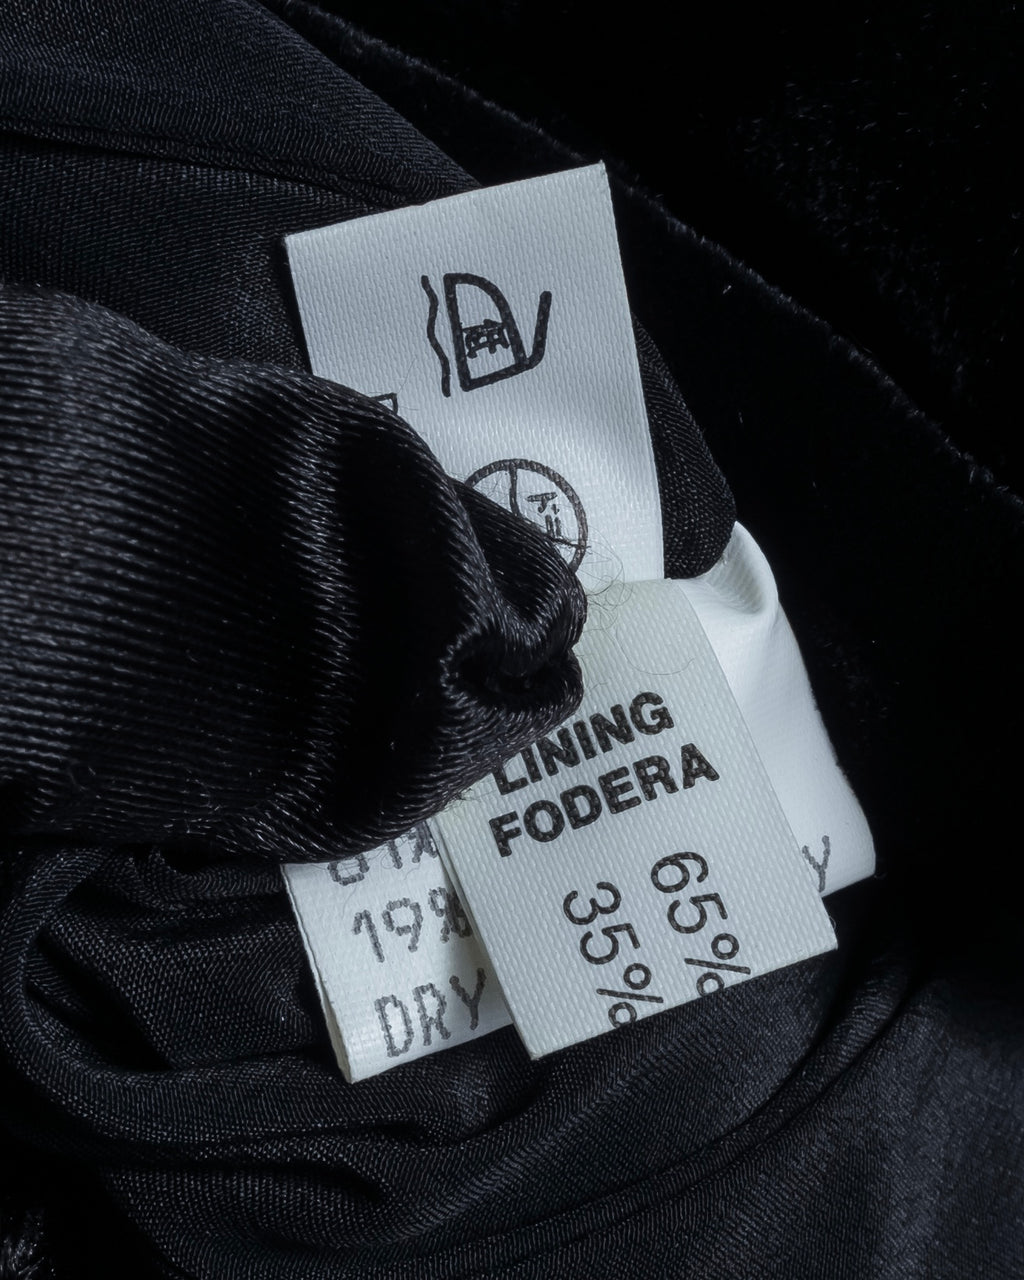 LINING
FODERA
65%
35%
19%
DRY
Y